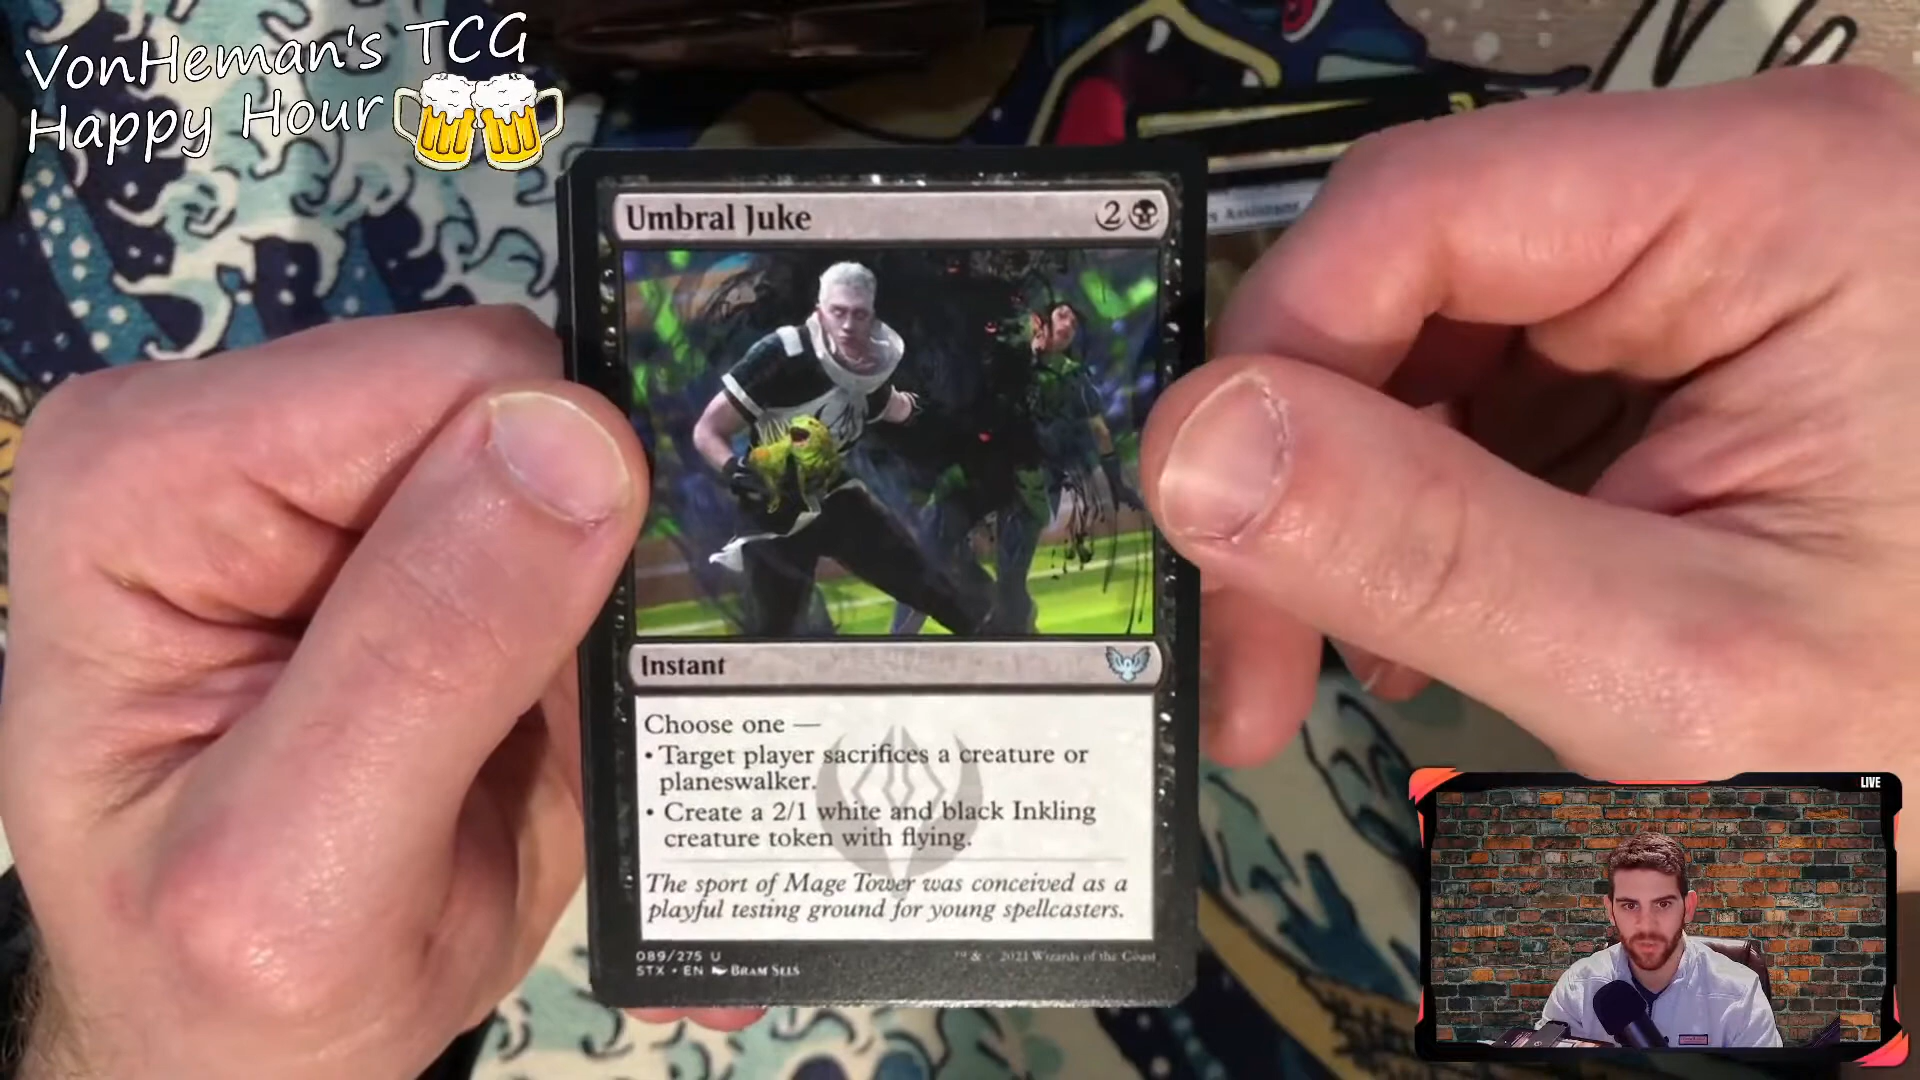 VonHeman's TCG
Happy Hour
Assistant
Umbral Juke 2
Instant
Choose one —
• Target player sacrifices a creature or
planeswalker.
• Create a 2/1 white and black Inkling
creature token with flying.
The sport of Mage Tower was conceived as a
playful testing ground for young spellcasters.
089/275 U
STX • EN Bram Sels
™ & 2021 Wizards of the Coast
LIVE